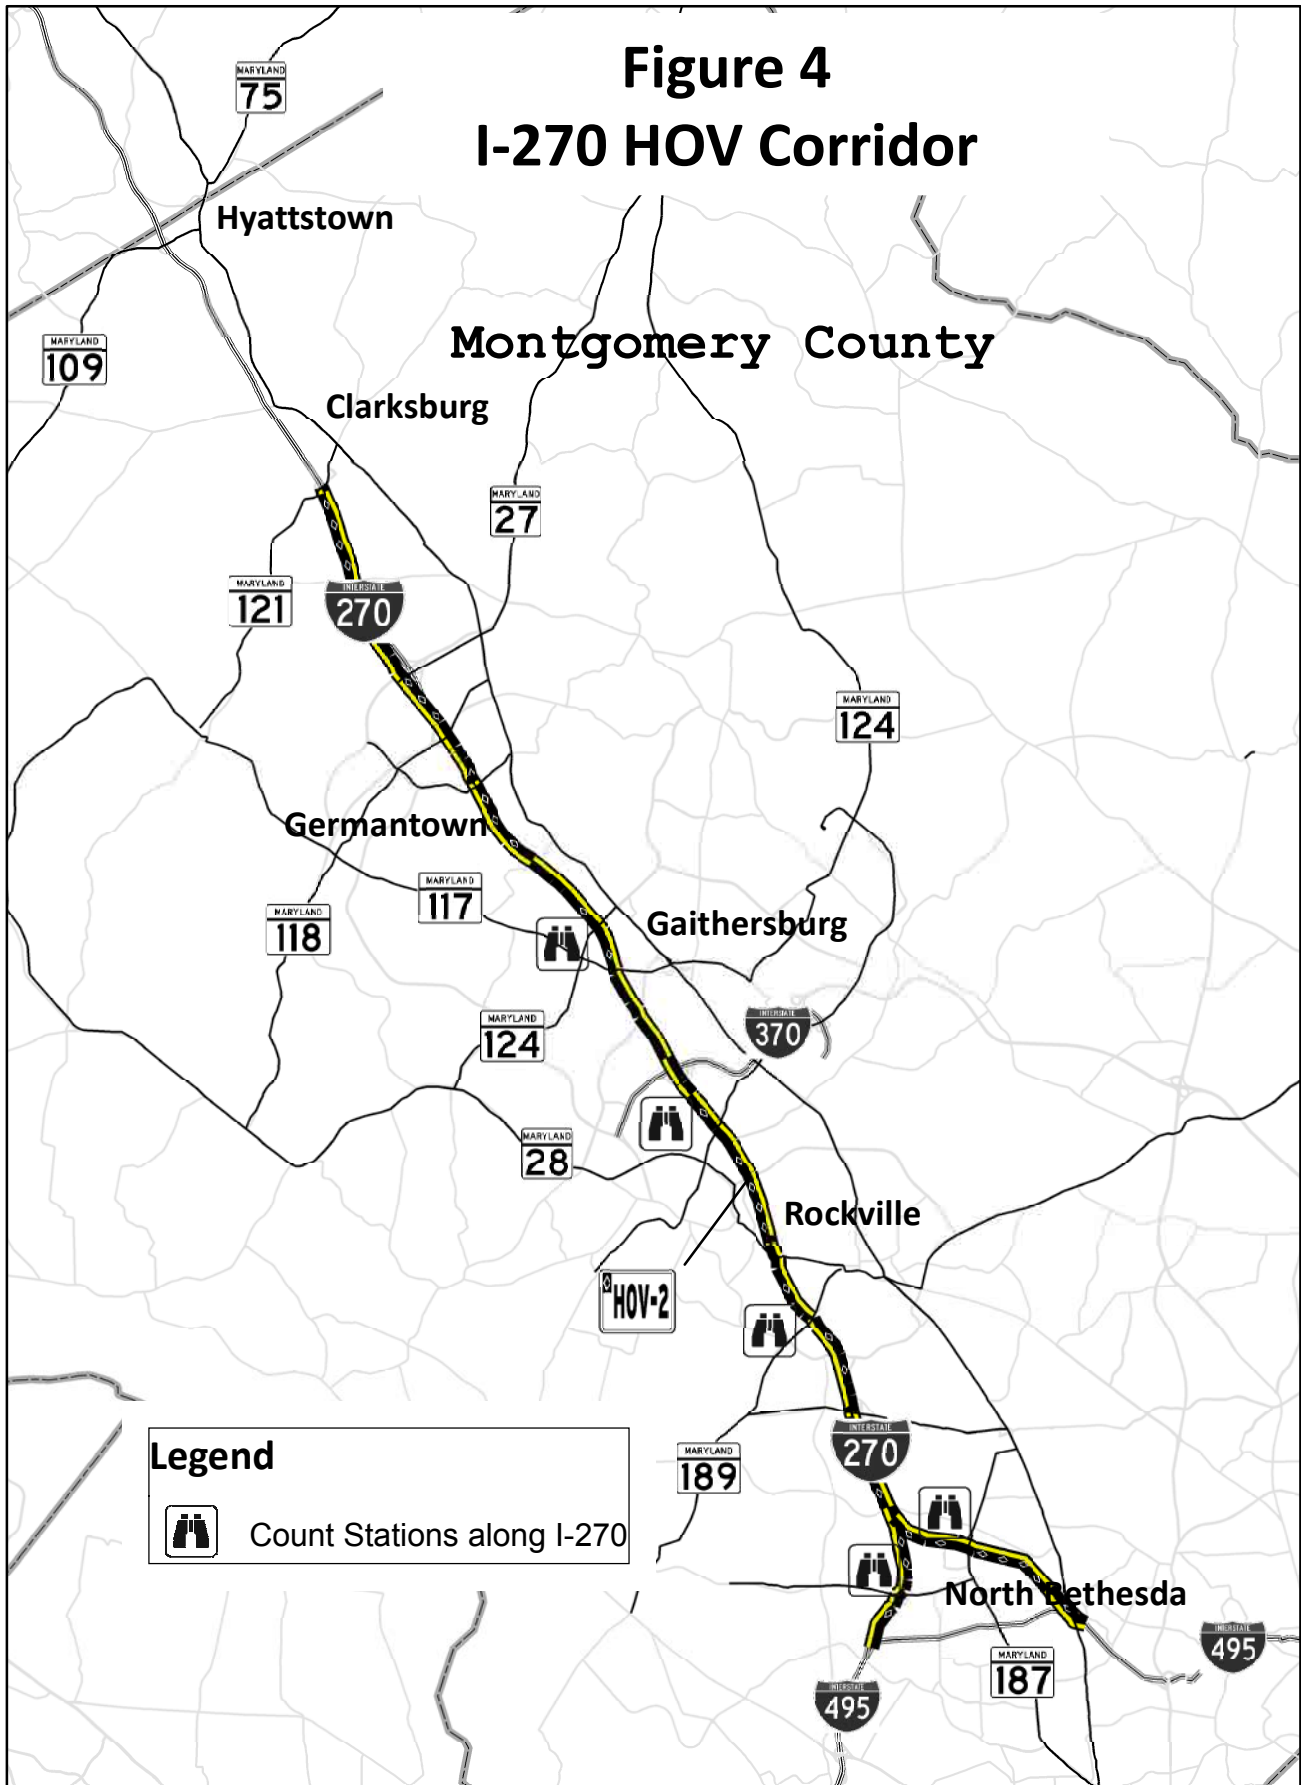 Figure 4
I-270 HOV Corridor
MARYLAND
75
Hyattstown
Montgomery County
MARYLAND
109
Clarksburg
MARYLAND
27
MARYLAND
121
INTERSTATE
270
MARYLAND
124
Germantown
MARYLAND
117
MARYLAND
118
Gaithersburg
MARYLAND
124
INTERSTATE
370
MARYLAND
28
Rockville
HOV-2
INTERSTATE
270
MARYLAND
189
Legend
Count Stations along I-270
North Bethesda
INTERSTATE
495
MARYLAND
187
INTERSTATE
495